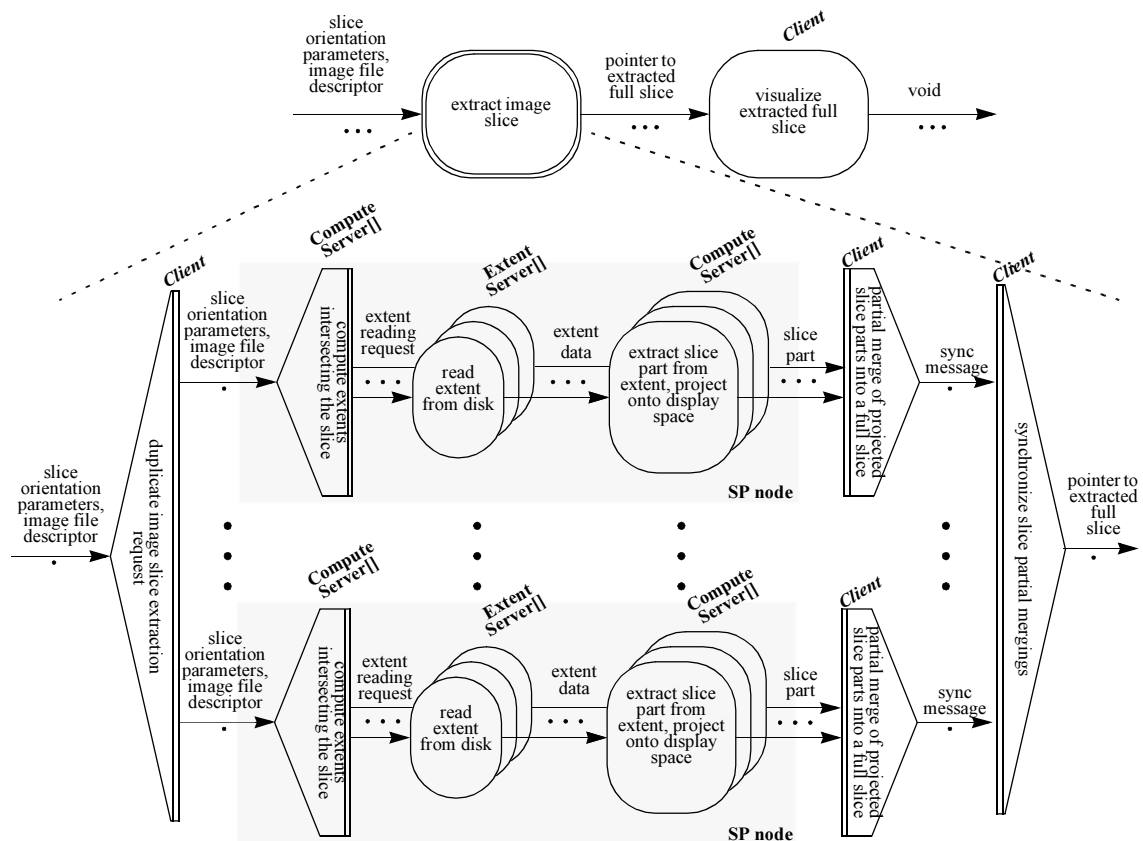 slice
orientation
parameters,
image file
descriptor
extract image
slice
pointer to
extracted
full slice
Client
visualize
extracted full
slice
void
Client
slice
orientation
parameters,
image file
descriptor
duplicate image slice extraction
request
slice
orientation
parameters,
image file
descriptor
Compute
Server[]
compute extents
intersecting the slice
extent
reading
request
Extent
Server[]
read
extent
from disk
extent
data
Compute
Server[]
extract slice
part from
extent, project
onto display
space
slice
part
SP node
Client
partial merge of projected
slice parts into a full slice
sync
message
Client
synchronize slice partial mergings
pointer to
extracted
full
slice
slice
orientation
parameters,
image file
descriptor
Compute
Server[]
compute extents
intersecting the slice
extent
reading
request
Extent
Server[]
read
extent
from disk
extent
data
Compute
Server[]
extract slice
part from
extent, project
onto display
space
slice
part
SP node
Client
partial merge of projected
slice parts into a full slice
sync
message